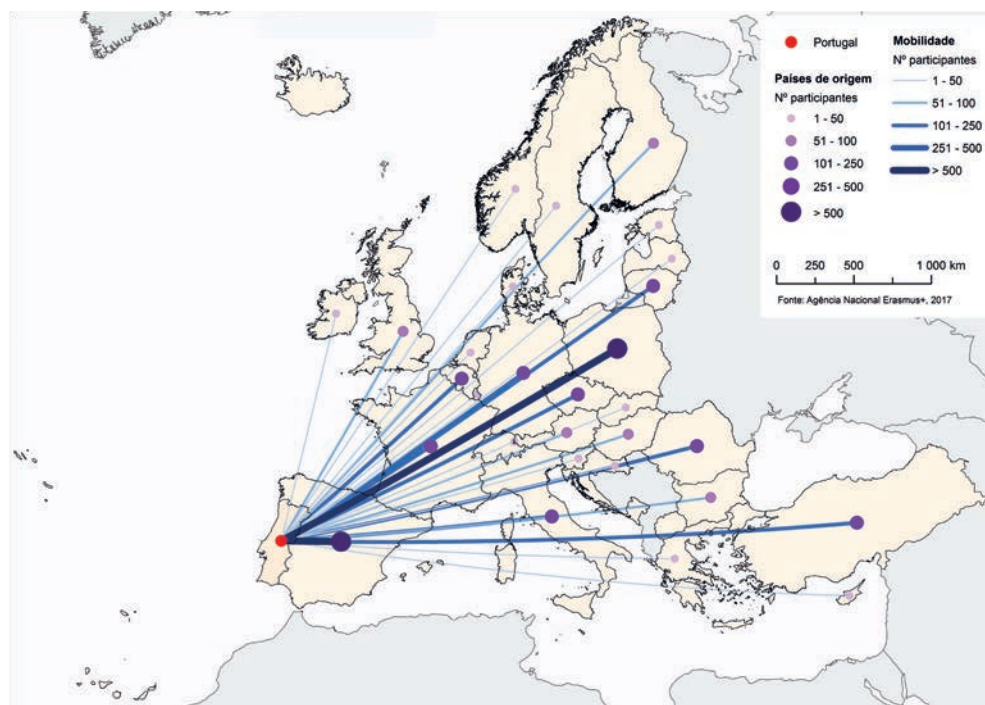 Portugal
Países de origem
Nº participantes
1 - 50
51 - 100
101 - 250
251 - 500
> 500
Mobilidade
Nº participantes
1 - 50
51 - 100
101 - 250
251 - 500
> 500
0 250 500 1 000 km
Fonte: Agência Nacional Erasmus+, 2017